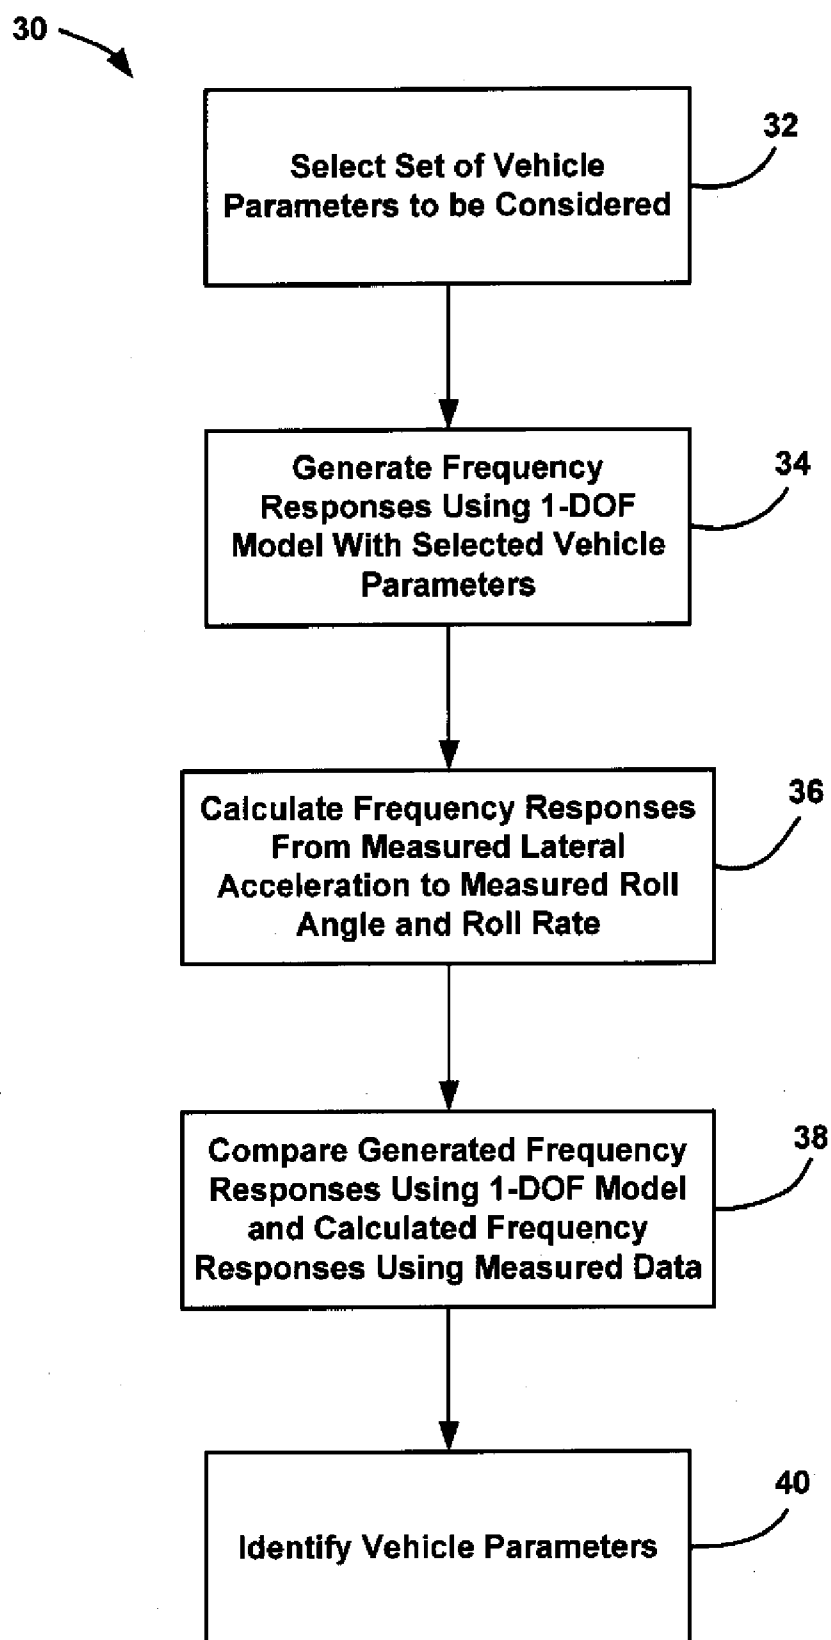 30
32
Select Set of Vehicle
Parameters to be Considered
34
Generate Frequency
Responses Using 1-DOF
Model With Selected Vehicle
Parameters
36
Calculate Frequency Responses
From Measured Lateral
Acceleration to Measured Roll
Angle and Roll Rate
38
Compare Generated Frequency
Responses Using 1-DOF Model
and Calculated Frequency
Responses Using Measured Data
40
Identify Vehicle Parameters